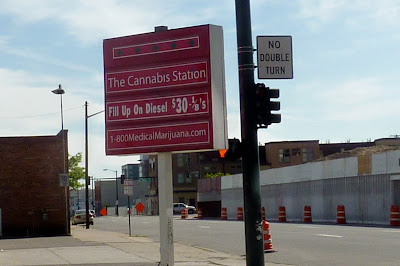 The Cannabis Station
Fill Up On Diesel $30-⅛'s
1-800MedicalMarijuana.com
NO
DOUBLE
TURN